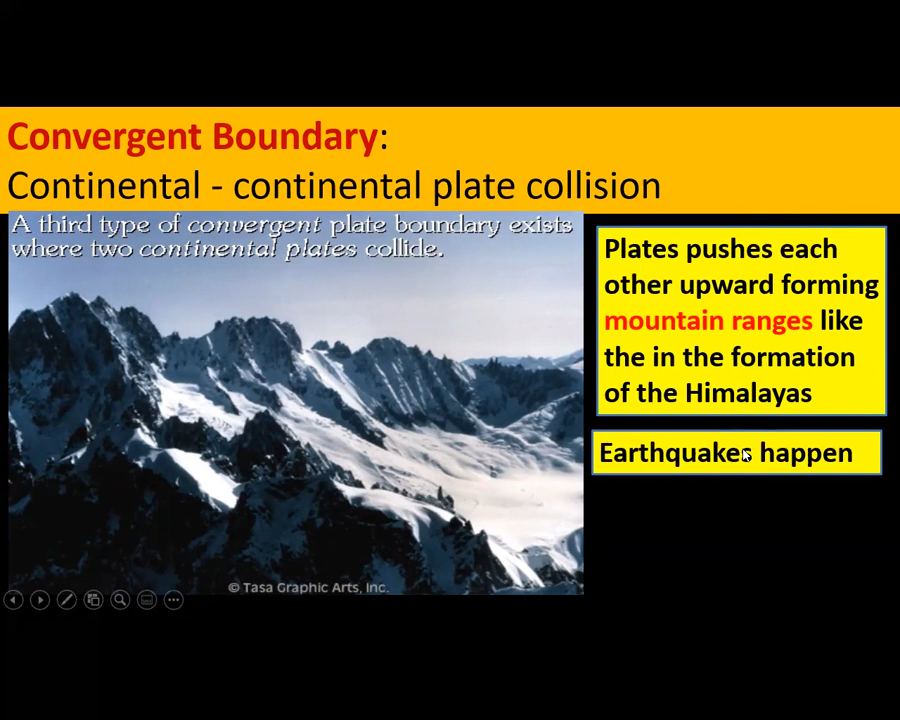 Convergent Boundary:
Continental - continental plate collision
A third type of convergent plate boundary exists
where two continental plates collide.
© Tasa Graphic Arts, Inc.
Plates pushes each
other upward forming
mountain ranges like
the in the formation
of the Himalayas
Earthquakes happen